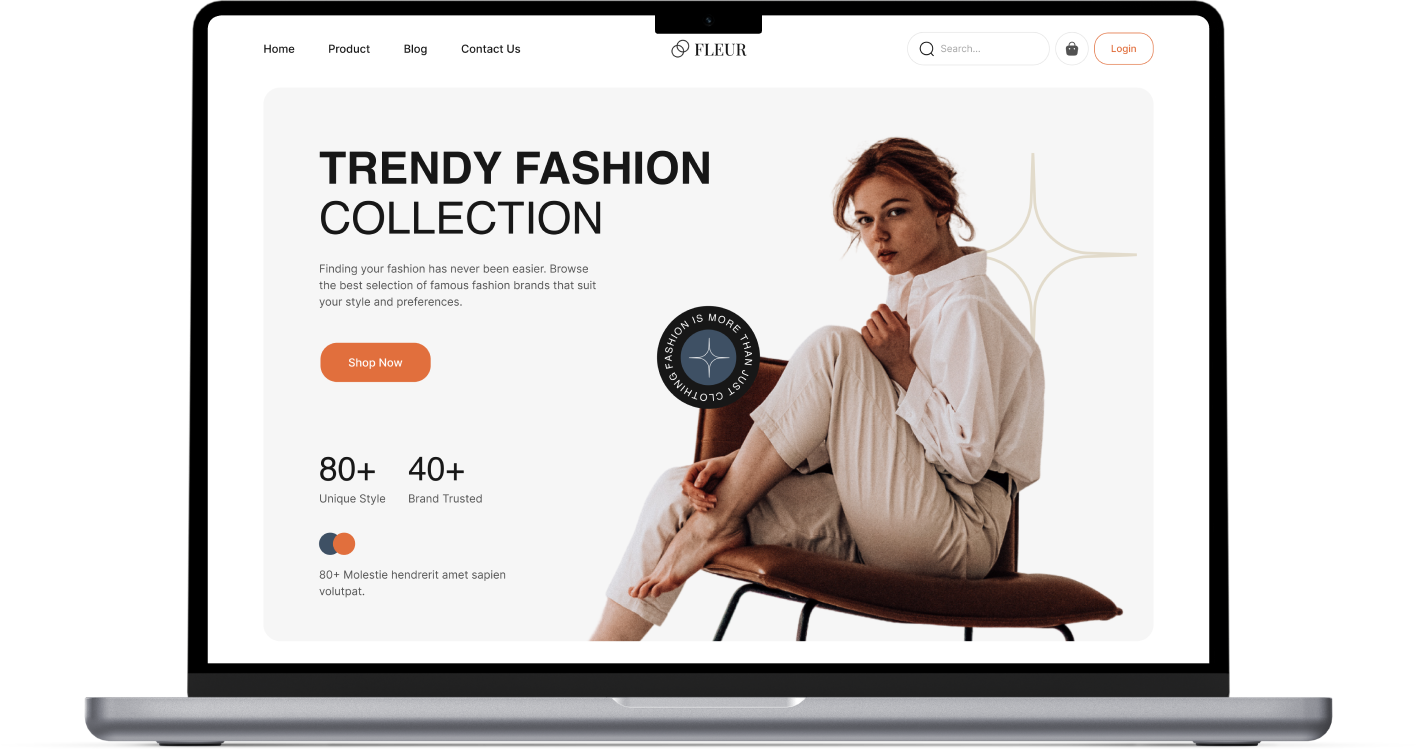 Home
Product
Blog
Contact Us
FLEUR
Search...
Login
TRENDY FASHION
COLLECTION
Finding your fashion has never been easier. Browse
the best selection of famous fashion brands that suit
your style and preferences.
FASHION IS MORE THAN JUST CLOTHING
Shop Now
80+
Unique Style
40+
Brand Trusted
80+ Molestie hendrerit amet sapien
volutpat.